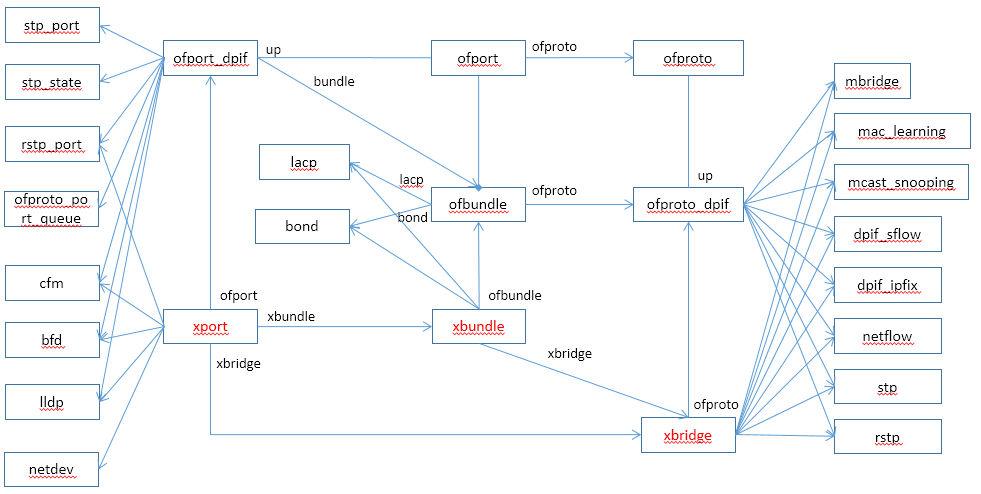 stp_port
ofport_dpif
up
ofport
ofproto
ofproto
stp_state
bundle
mbridge
rstp_port
mac_learning
lacp
lacp
mcast_snooping
ofproto_po
rt_queue
bond
bond
ofbundle
ofproto
up
ofproto_dpif
dpif_sflow
cfm
ofport
ofbundle
dpif_ipfix
xport
xbundle
xbundle
bfd
netflow
xbridge
xbridge
lldp
ofproto
stp
xbridge
rstp
netdev